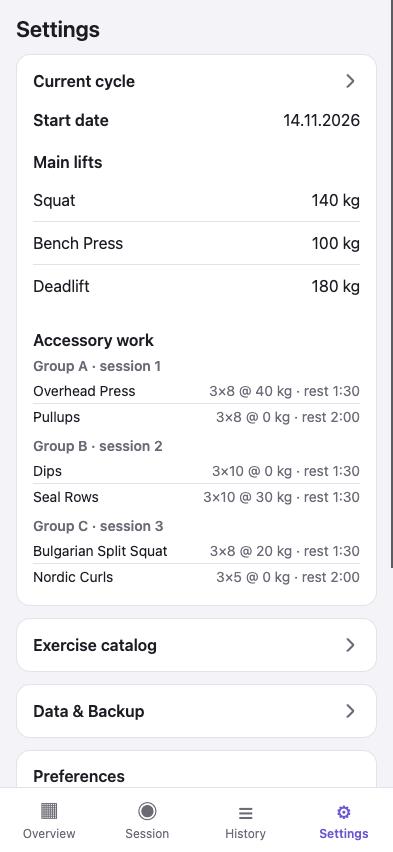 Settings
Current cycle
Start date 14.11.2026
Main lifts
Squat 140 kg
Bench Press 100 kg
Deadlift 180 kg
Accessory work
Group A · session 1
Overhead Press 3×8 @ 40 kg · rest 1:30
Pullups 3×8 @ 0 kg · rest 2:00
Group B · session 2
Dips 3×10 @ 0 kg · rest 1:30
Seal Rows 3×10 @ 30 kg · rest 1:30
Group C · session 3
Bulgarian Split Squat 3×8 @ 20 kg · rest 1:30
Nordic Curls 3×5 @ 0 kg · rest 2:00
Exercise catalog
Data & Backup
Preferences
Overview Session History Settings